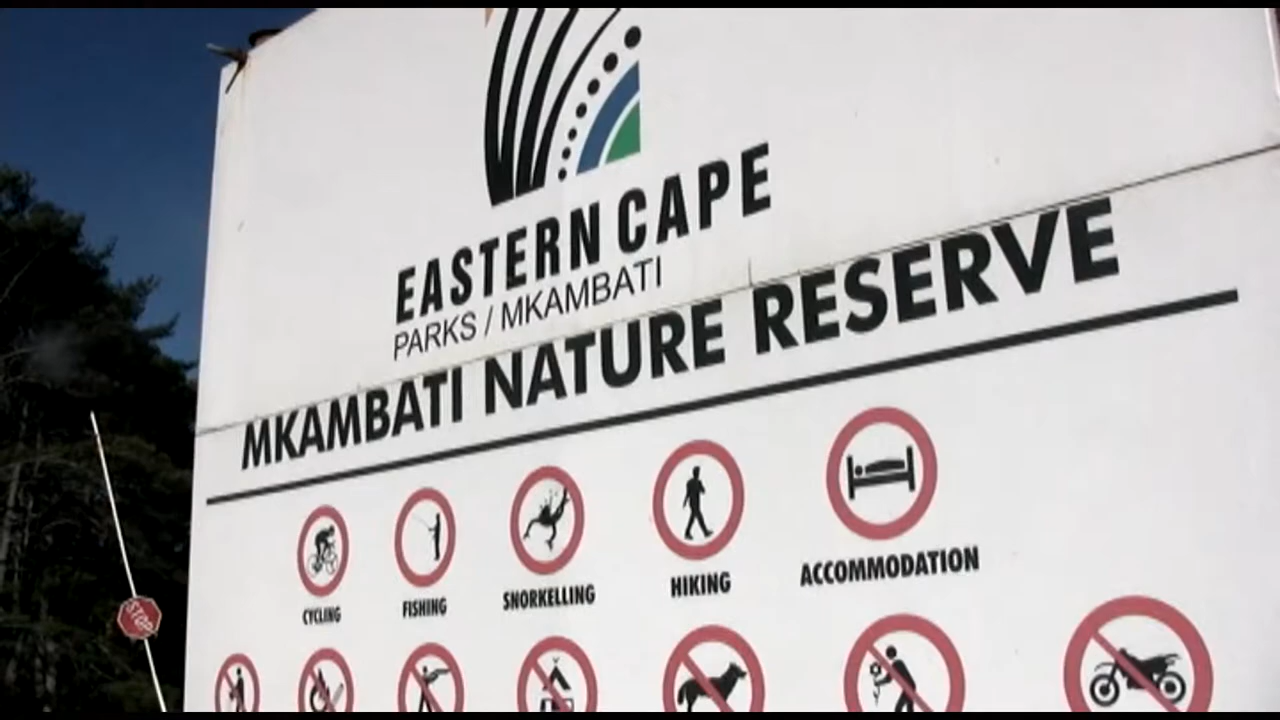 EASTERN CAPE
PARKS / MKAMBATI
MKAMBATI NATURE RESERVE
CYCLING
FISHING
SNORKELLING
HIKING
ACCOMMODATION
STOP